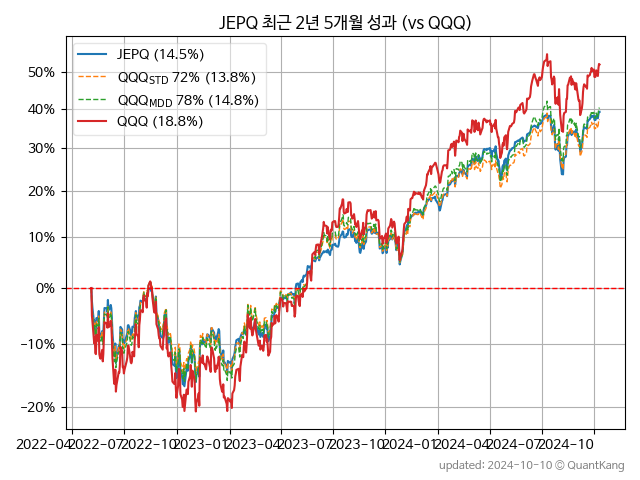 JEPQ 최근 2년 5개월 성과 (vs QQQ)
JEPQ (14.5%)
QQQSTD 72% (13.8%)
QQQMDD 78% (14.8%)
QQQ (18.8%)
50%
40%
30%
20%
10%
0%
−10%
−20%
2022-04 2022-07 2022-10 2023-01 2023-04 2023-07 2023-10 2024-01 2024-04 2024-07 2024-10
updated: 2024-10-10 © QuantKang